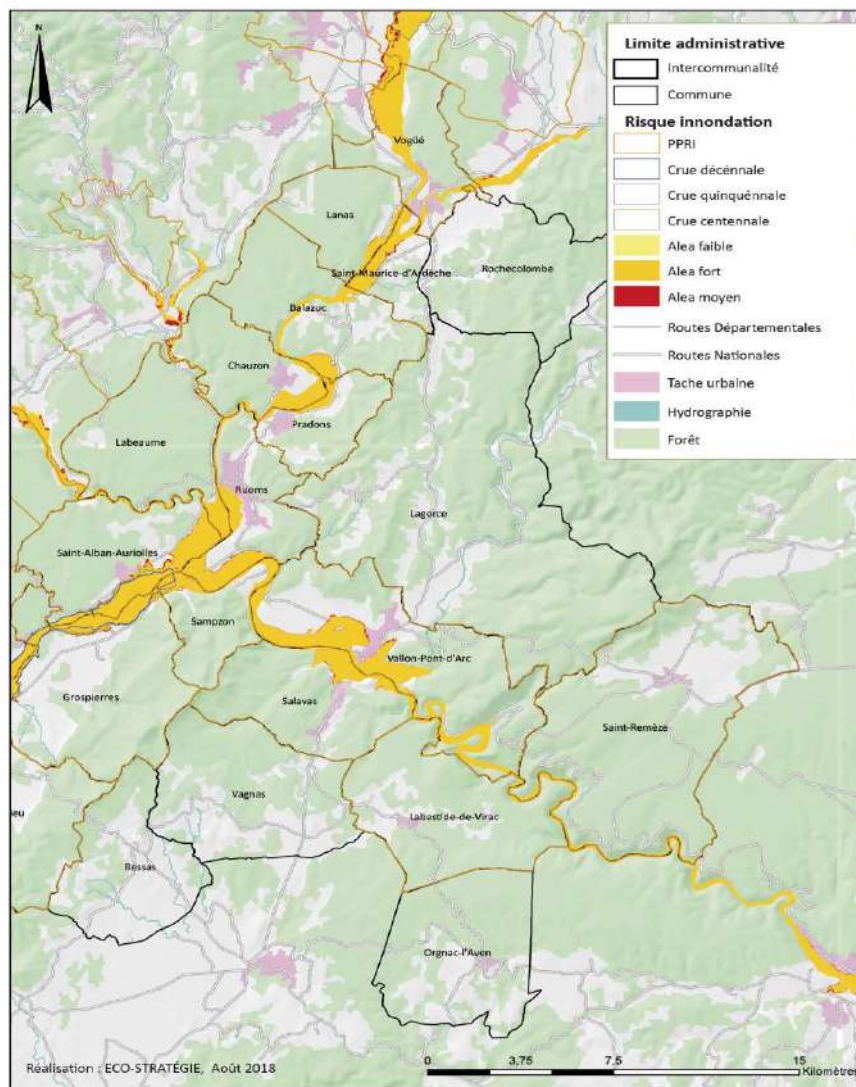 N
Limite administrative
Intercommunalité
Commune
Risque innondation
PPRI
Crue décénnale
Crue quinquénnale
Crue centennale
Alea faible
Alea fort
Alea moyen
Routes Départementales
Routes Nationales
Tache urbaine
Hydrographie
Forêt
Vogüé
Lanas
Saint-Maurice-d'Ardèche
Rochecolombe
Balazuc
Chauzon
Pradons
Labeaume
Ruoms
Lagorce
Saint-Alban-Auriolles
Sampzon
Vallon-Pont-d'Arc
Grospierres
Salavas
Saint-Remèze
Vagnas
ieu
Labastide-de-Virac
Bessas
Orgnac-l'Aven
Réalisation : ECO-STRATÉGIE, Août 2018
0 3,75 7,5 15
Kilomètres